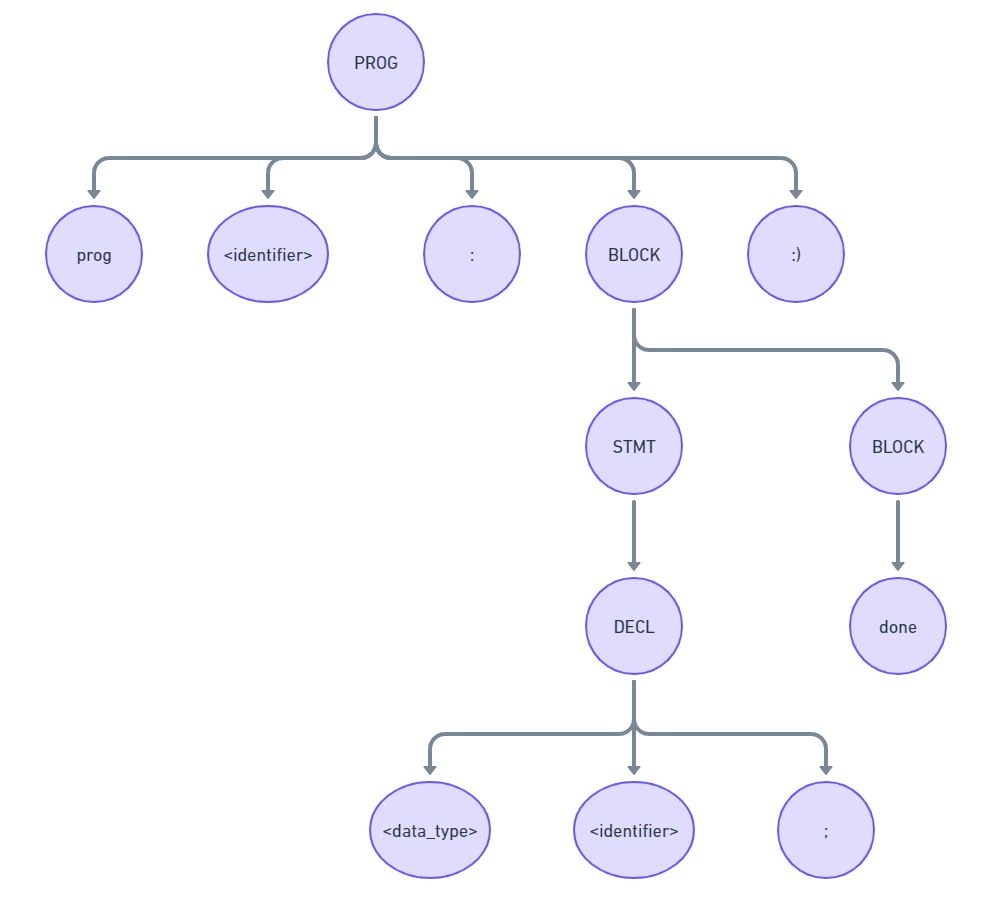 PROG
prog
<identifier>
:
BLOCK
:)
STMT
BLOCK
DECL
done
<data_type>
<identifier>
;